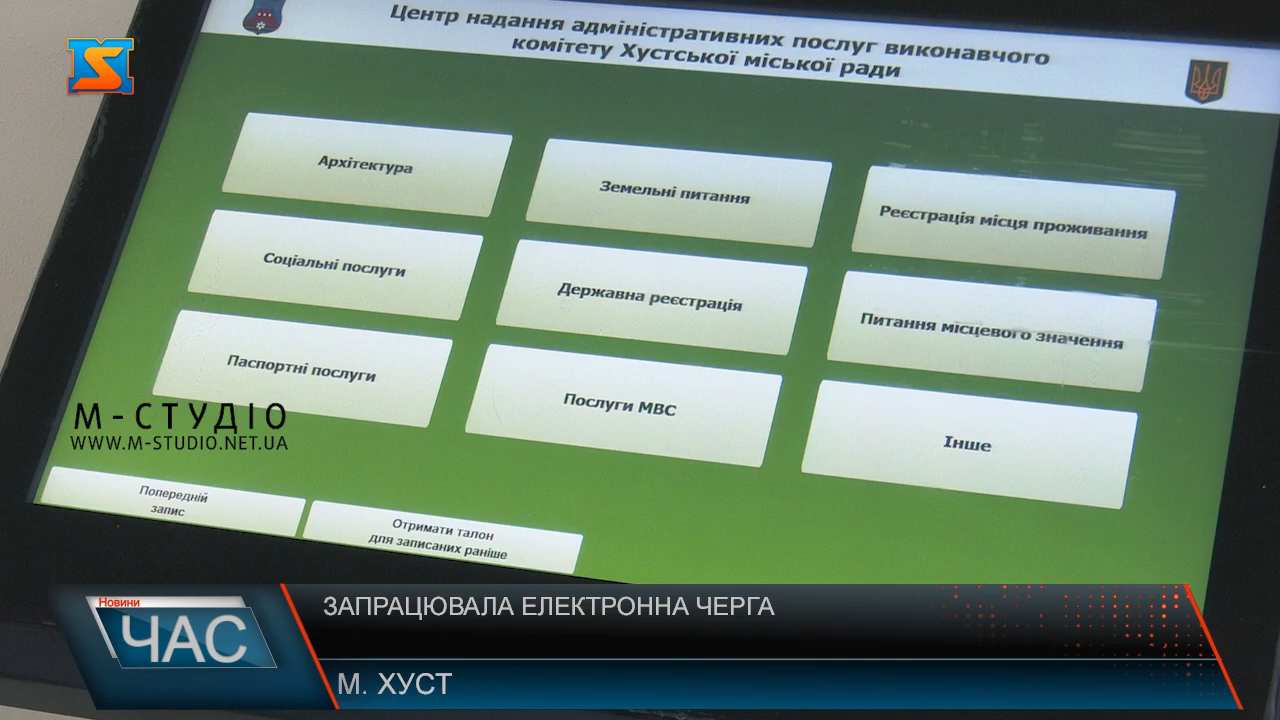 Центр надання адміністративних послуг виконавчого
комітету Хустської міської ради
Архітектура
Земельні питання
Реєстрація місця проживання
Соціальні послуги
Державна реєстрація
Питання місцевого значення
Паспортні послуги
Послуги МВС
Інше
М-СТУДІО
WWW.M-STUDIO.NET.UA
Попередній
запис
Отримати талон
для записаних раніше
Новини
ЧАС
ЗАПРАЦЮВАЛА ЕЛЕКТРОННА ЧЕРГА
М. ХУСТ